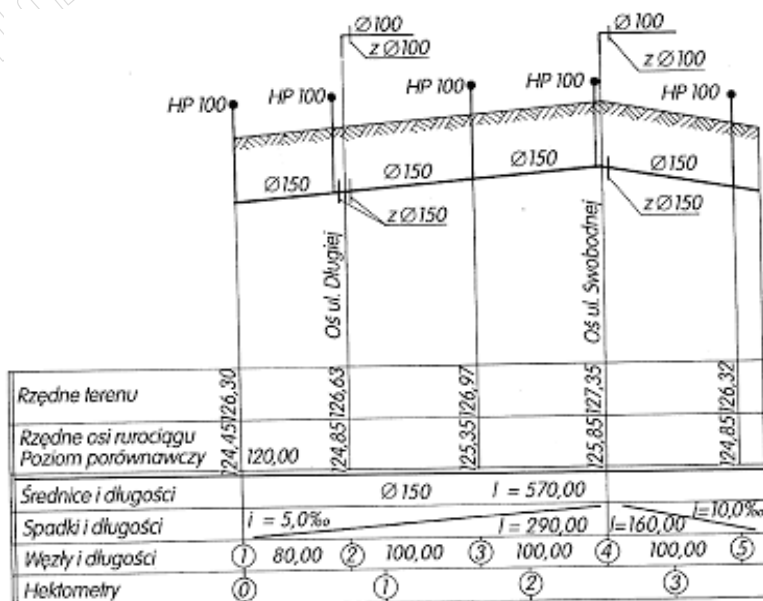 Ø100
z Ø100
Ø100
z Ø100
HP 100
HP 100
HP 100
HP 100
HP 100
Ø150
Ø150
Ø150
Ø150
z Ø150
z Ø150
Oś ul. Długiej
Oś ul. Swobodnej
Rzędne terenu 126,30 126,63 126,97 127,35 126,32
Rzędne osi rurociągu 124,45 124,85 125,35 125,85 124,85
Poziom porównawczy 120,00
Średnice i długości Ø 150 l = 570,00
Spadki i długości i = 5,0‰ l = 290,00 l=160,00 i=10,0‰
Węzły i długości 1 80,00 2 100,00 3 100,00 4 100,00 5
Hektometry 0 1 2 3